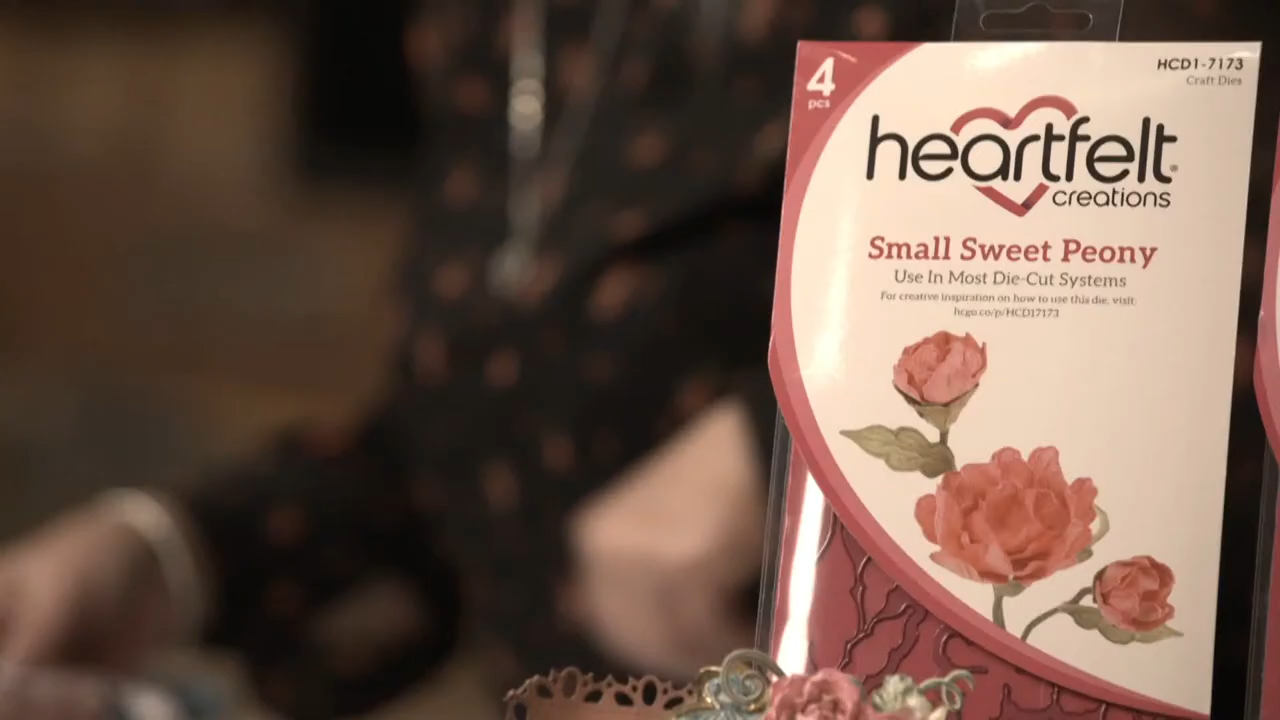 4
pcs
HCD1-7173
Craft Dies
heartfelt
creations
Small Sweet Peony
Use In Most Die-Cut Systems
For creative inspiration on how to use this die, visit:
hcgo.co/p/HCD17173